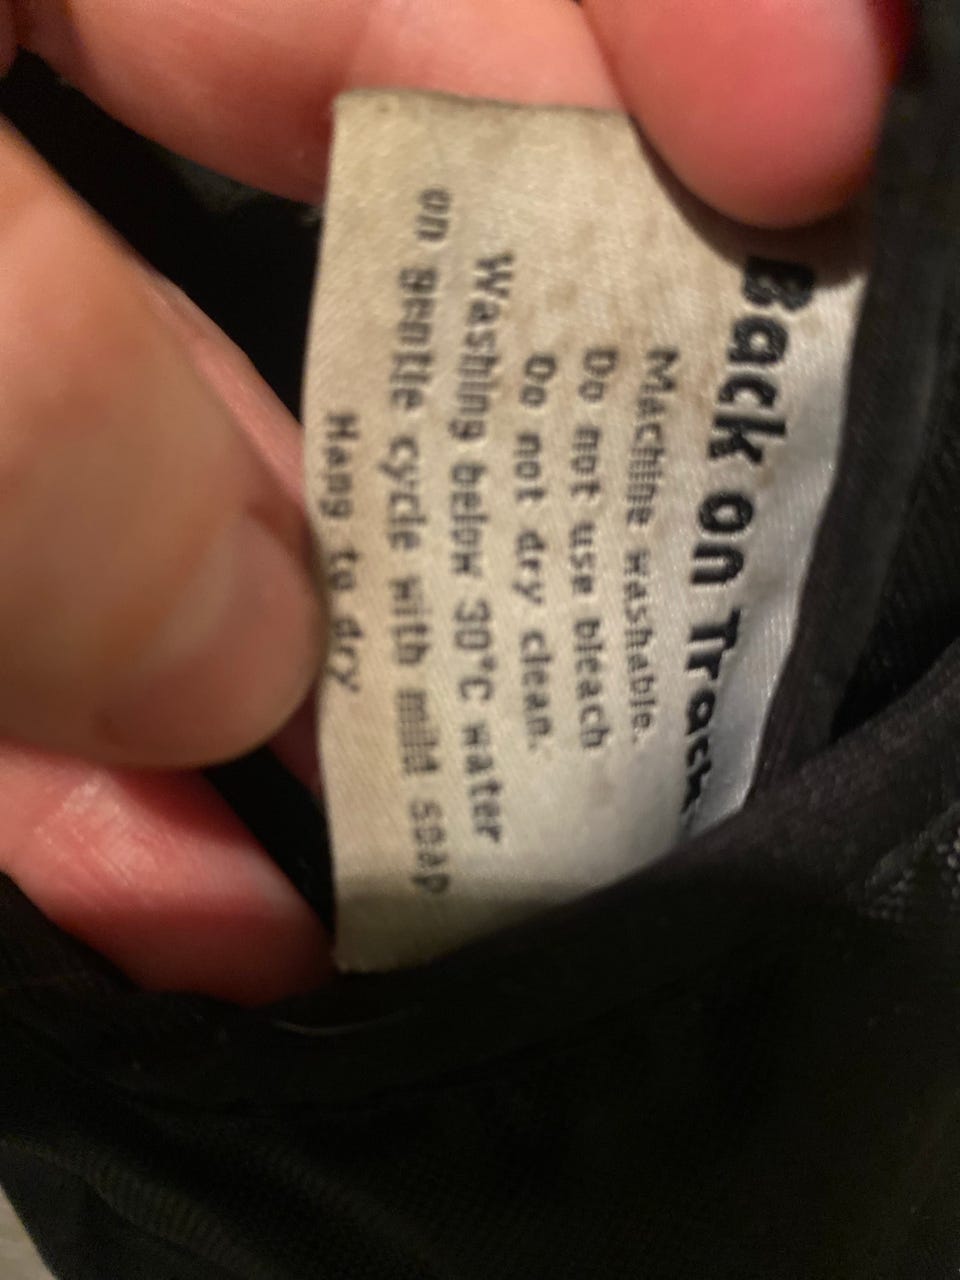 Back on Track
Machine washable.
Do not use bleach
Do not dry clean.
Washing below 30°C water
on gentle cycle with mild soap
Hang to dry